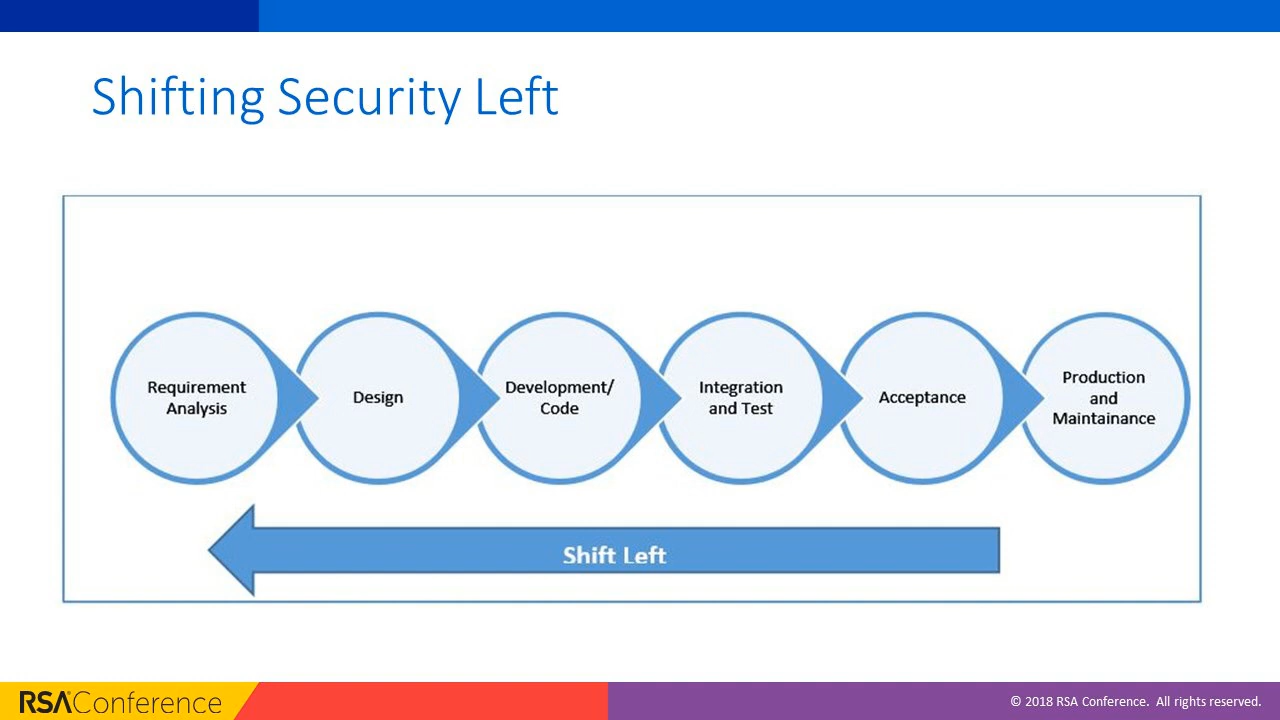 Shifting Security Left
Requirement
Analysis
Design
Development/
Code
Integration
and Test
Acceptance
Production
and
Maintainance
Shift Left
RSAConference
© 2018 RSA Conference. All rights reserved.